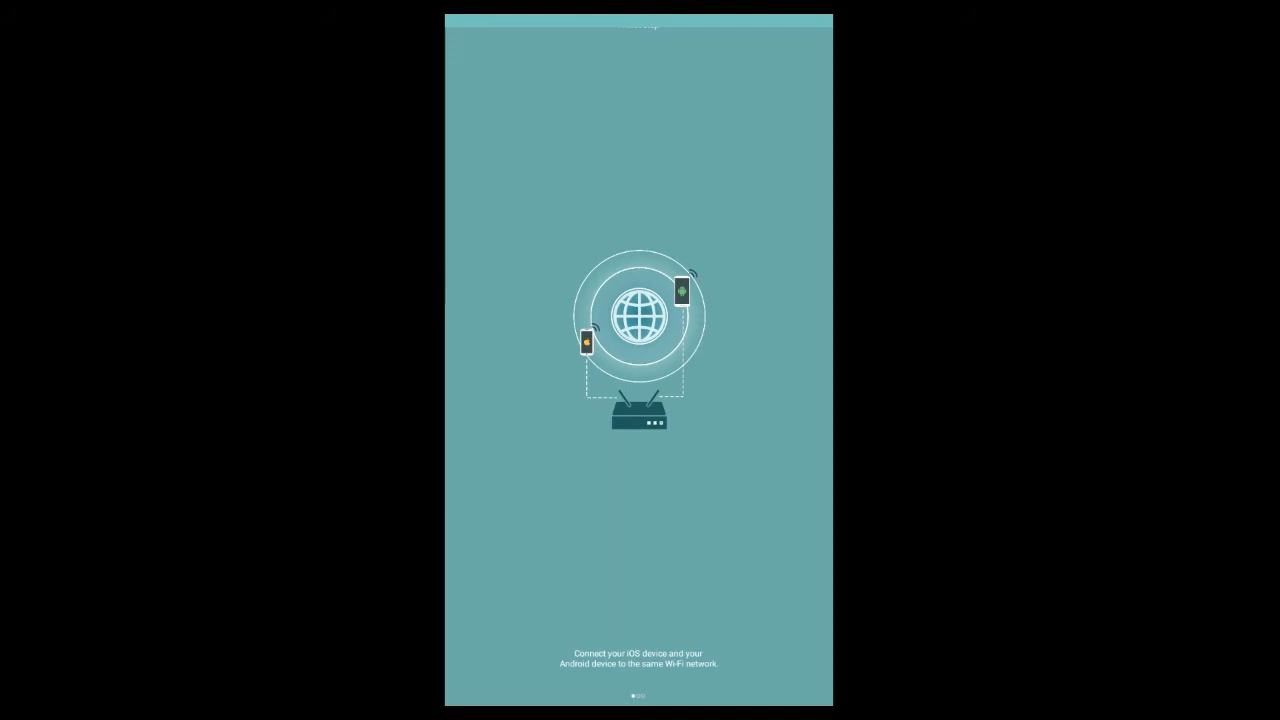 Connect your iOS device and your
Android device to the same Wi-Fi network.